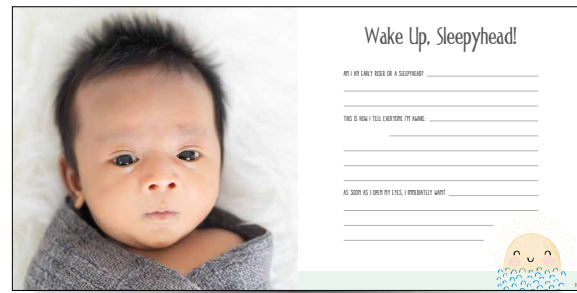 Wake Up, Sleepyhead!
AM I AN EARLY RISER OR A SLEEPYHEAD?
THIS IS HOW I TELL EVERYONE I'M AWAKE:
AS SOON AS I OPEN MY EYES, I IMMEDIATELY WANT